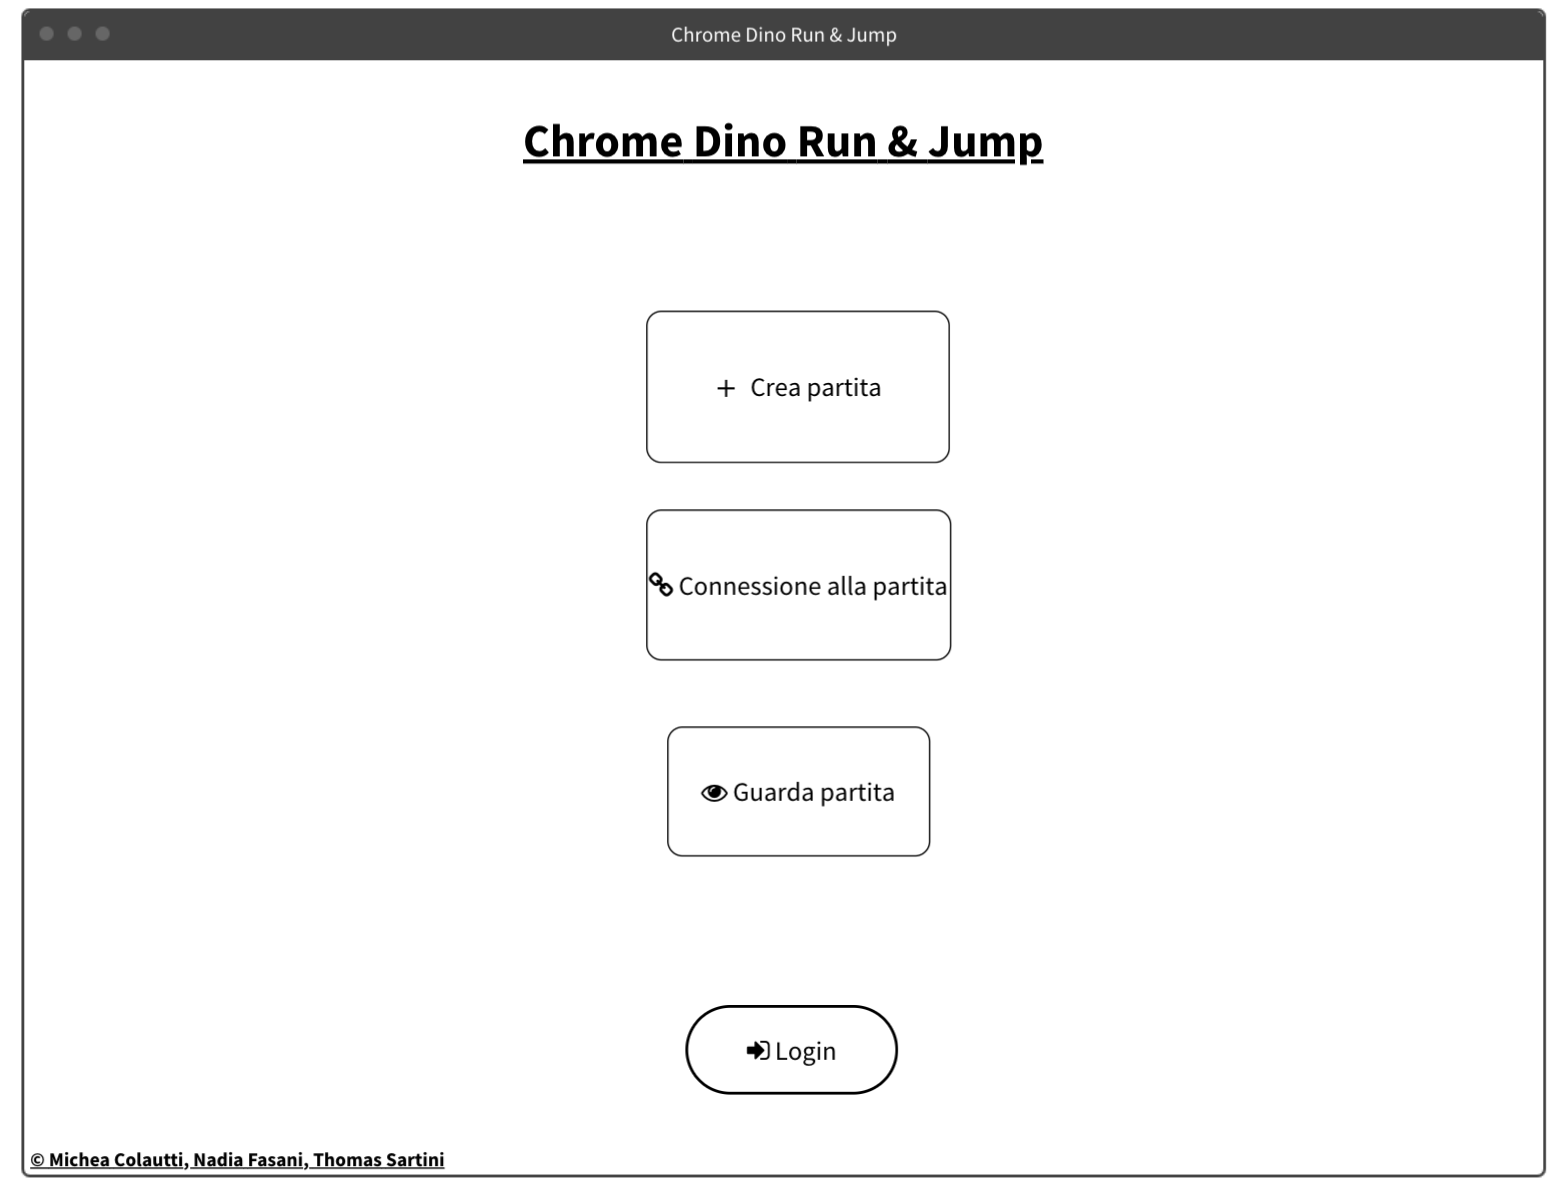 Chrome Dino Run & Jump
Chrome Dino Run & Jump
+ Crea partita
Connessione alla partita
Guarda partita
Login
© Michea Colautti, Nadia Fasani, Thomas Sartini